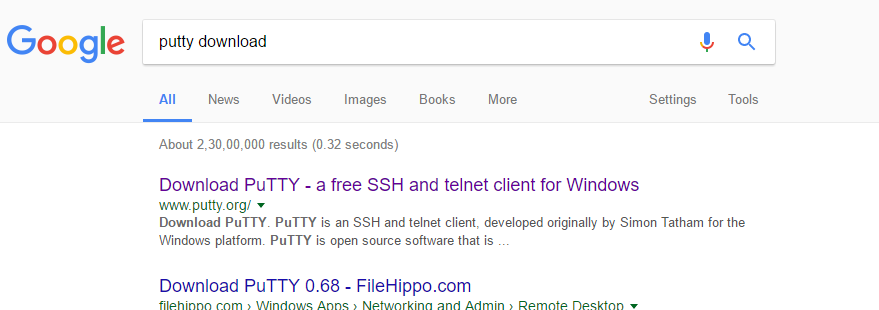 Google
putty download
All News Videos Images Books More Settings Tools
About 2,30,00,000 results (0.32 seconds)
Download PuTTY - a free SSH and telnet client for Windows
www.putty.org/
Download PuTTY. PuTTY is an SSH and telnet client, developed originally by Simon Tatham for the
Windows platform. PuTTY is open source software that is ...
Download PuTTY 0.68 - FileHippo.com
filehippo.com › Windows Apps › Networking and Admin › Remote Desktop